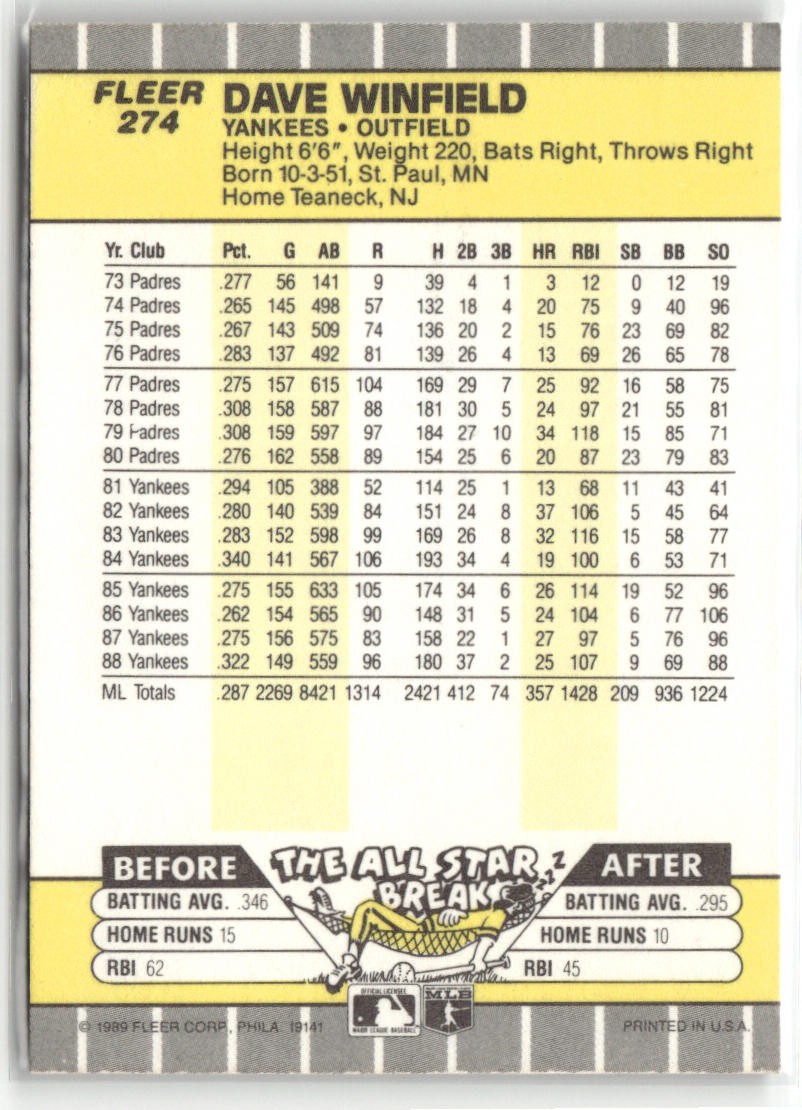 FLEER 274
DAVE WINFIELD
YANKEES • OUTFIELD
Height 6'6", Weight 220, Bats Right, Throws Right
Born 10-3-51, St. Paul, MN
Home Teaneck, NJ
Yr. Club Pct. G AB R H 2B 3B HR RBI SB BB SO
73 Padres .277 56 141 9 39 4 1 3 12 0 12 19
74 Padres .265 145 498 57 132 18 4 20 75 9 40 96
75 Padres .267 143 509 74 136 20 2 15 76 23 69 82
76 Padres .283 137 492 81 139 26 4 13 69 26 65 78
77 Padres .275 157 615 104 169 29 7 25 92 16 58 75
78 Padres .308 158 587 88 181 30 5 24 97 21 55 81
79 Padres .308 159 597 97 184 27 10 34 118 15 85 71
80 Padres .276 162 558 89 154 25 6 20 87 23 79 83
81 Yankees .294 105 388 52 114 25 1 13 68 11 43 41
82 Yankees .280 140 539 84 151 24 8 37 106 5 45 64
83 Yankees .283 152 598 99 169 26 8 32 116 15 58 77
84 Yankees .340 141 567 106 193 34 4 19 100 6 53 71
85 Yankees .275 155 633 105 174 34 6 26 114 19 52 96
86 Yankees .262 154 565 90 148 31 5 24 104 6 77 106
87 Yankees .275 156 575 83 158 22 1 27 97 5 76 96
88 Yankees .322 149 559 96 180 37 2 25 107 9 69 88
ML Totals .287 2269 8421 1314 2421 412 74 357 1428 209 936 1224
THE ALL STAR
BREAK
zzZ
BEFORE
BATTING AVG. .346
HOME RUNS 15
RBI 62
AFTER
BATTING AVG. .295
HOME RUNS 10
RBI 45
OFFICIAL LICENSEE
MAJOR LEAGUE BASEBALL
MLB
© 1989 FLEER CORP., PHILA. 19141
PRINTED IN U.S.A.